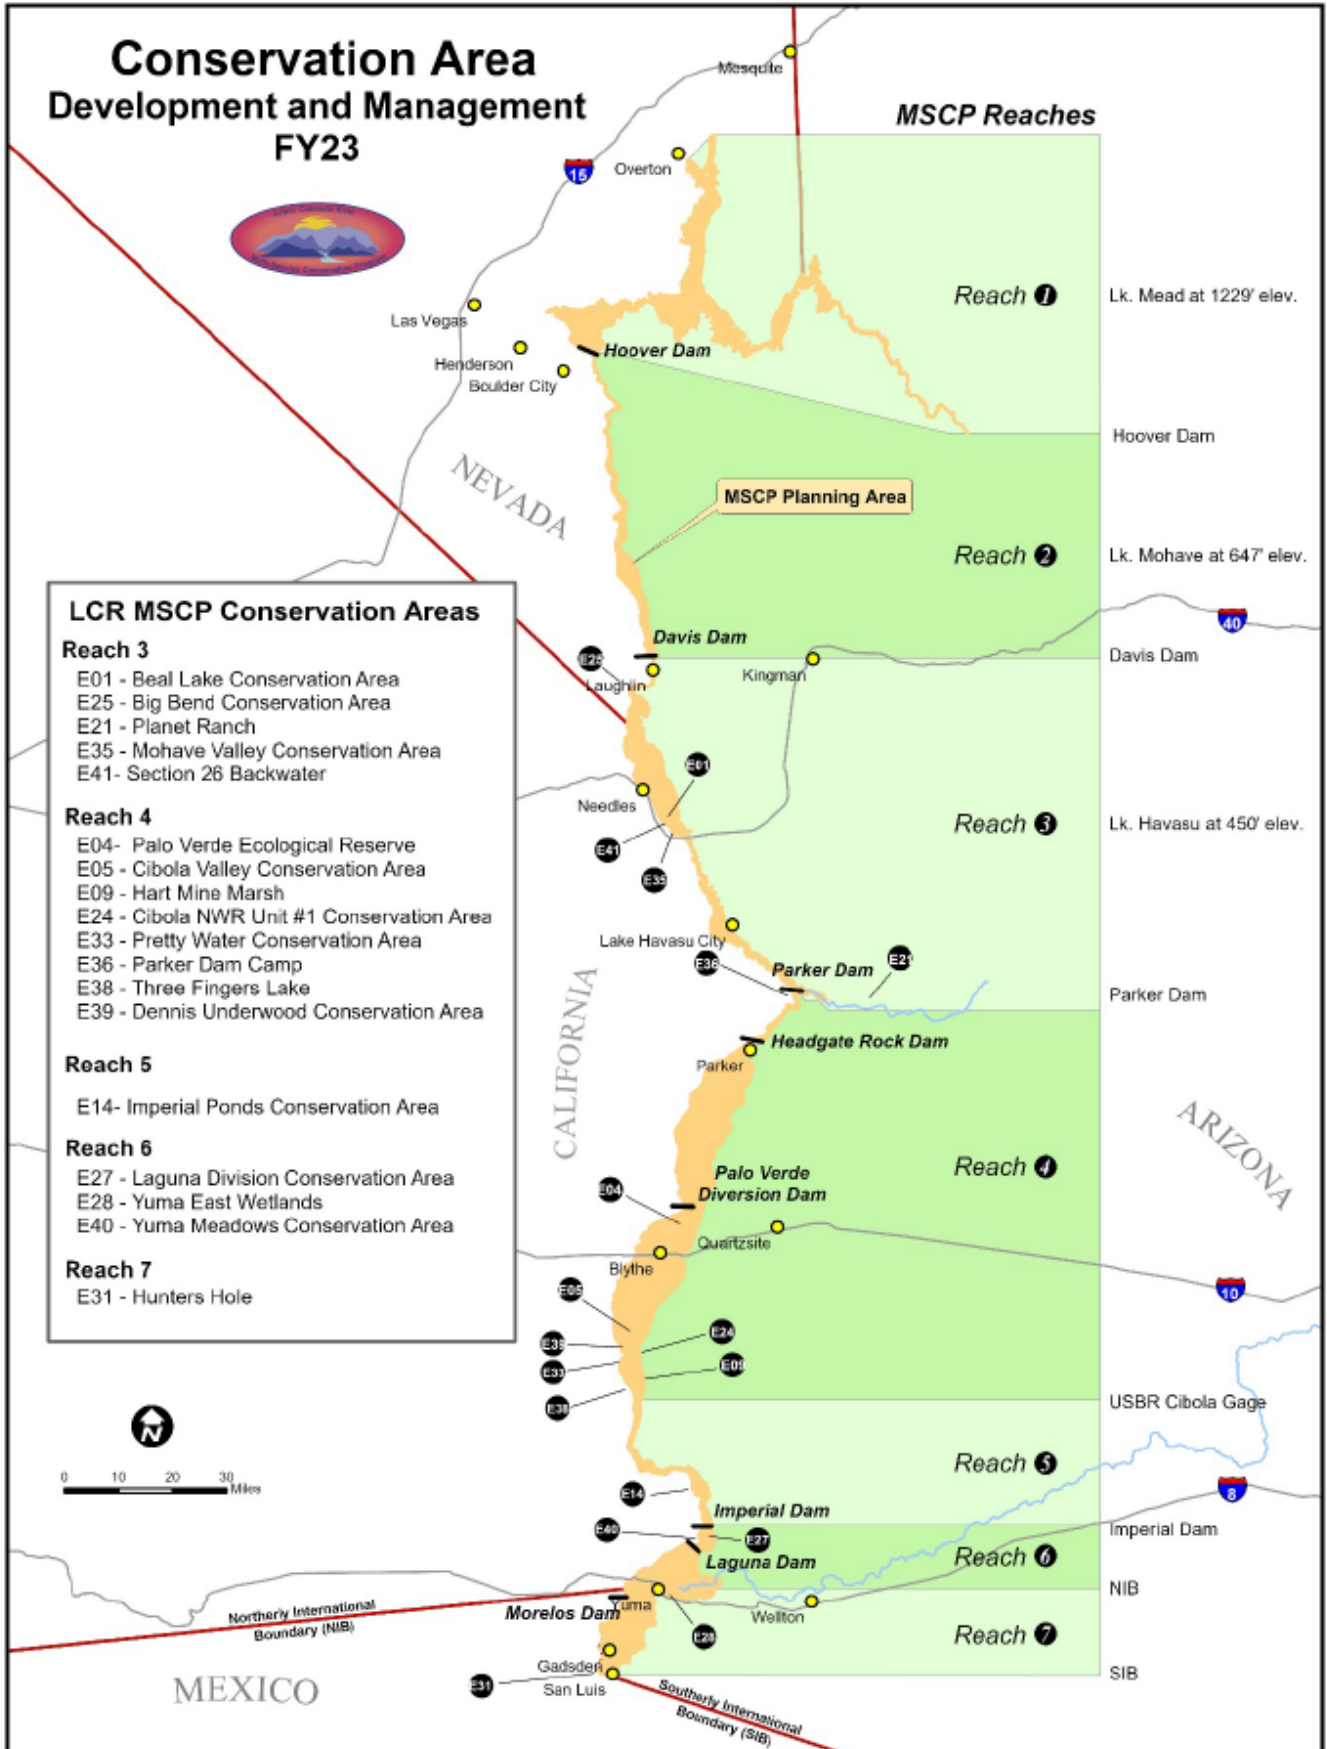 Conservation Area
Development and Management
FY23
MSCP Reaches
Mesquite
Overton
15
Las Vegas
Henderson
Boulder City
Hoover Dam
Reach 1
Lk. Mead at 1229' elev.
Hoover Dam
NEVADA
MSCP Planning Area
Reach 2
Lk. Mohave at 647' elev.
40
Davis Dam
Davis Dam
E25
Laughlin
Kingman
LCR MSCP Conservation Areas
Reach 3
E01 - Beal Lake Conservation Area
E25 - Big Bend Conservation Area
E21 - Planet Ranch
E35 - Mohave Valley Conservation Area
E41- Section 26 Backwater
Reach 4
E04- Palo Verde Ecological Reserve
E05 - Cibola Valley Conservation Area
E09 - Hart Mine Marsh
E24 - Cibola NWR Unit #1 Conservation Area
E33 - Pretty Water Conservation Area
E36 - Parker Dam Camp
E38 - Three Fingers Lake
E39 - Dennis Underwood Conservation Area
Reach 5
E14- Imperial Ponds Conservation Area
Reach 6
E27 - Laguna Division Conservation Area
E28 - Yuma East Wetlands
E40 - Yuma Meadows Conservation Area
Reach 7
E31 - Hunters Hole
E01
Needles
E41
E35
Reach 3
Lk. Havasu at 450' elev.
Lake Havasu City
E36
Parker Dam
E21
Parker Dam
Headgate Rock Dam
Parker
CALIFORNIA
ARIZONA
Reach 4
Palo Verde
Diversion Dam
E04
Quartzsite
Blythe
10
E05
E39
E24
E33
E09
E38
USBR Cibola Gage
N
0 10 20 30
Miles
Reach 5
E14
8
Imperial Dam
Imperial Dam
E40
E27
Laguna Dam
Reach 6
NIB
Northerly International
Boundary (NIB)
Morelos Dam
Yuma
Wellton
E28
Reach 7
Gadsden
San Luis
E31
SIB
MEXICO
Southerly International
Boundary (SIB)